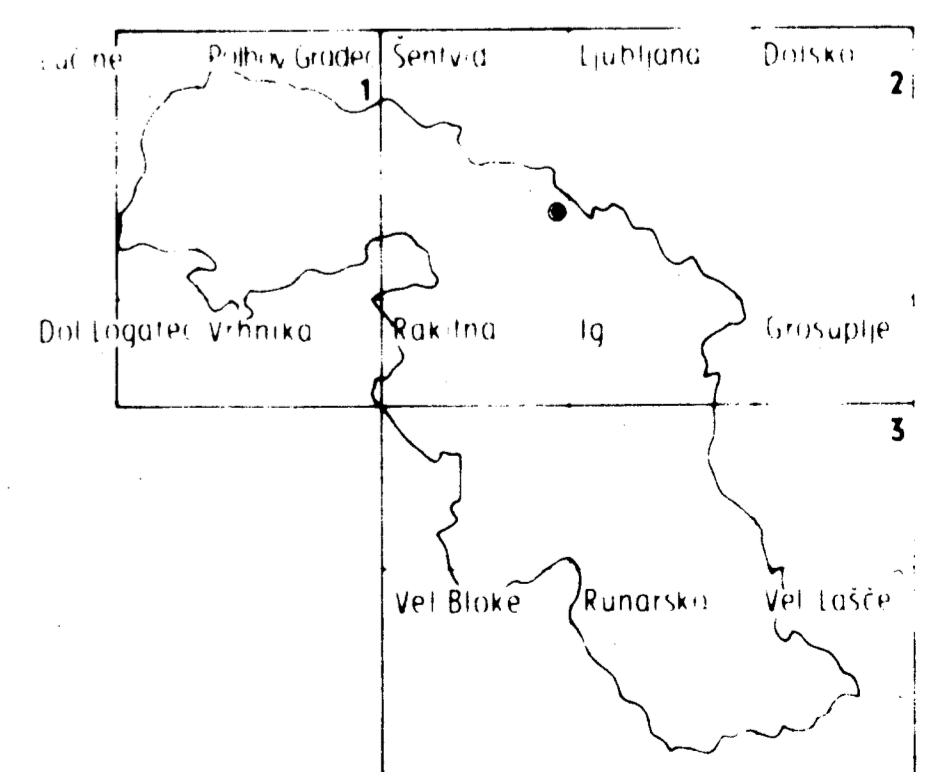 Polhov Gradec Šentvid Ljubljana Dolsko
1 2
Dol Logatec Vrhnika Rakitna Ig Grosuplje
3
Vel Bloke Runarsko Vel Lašče